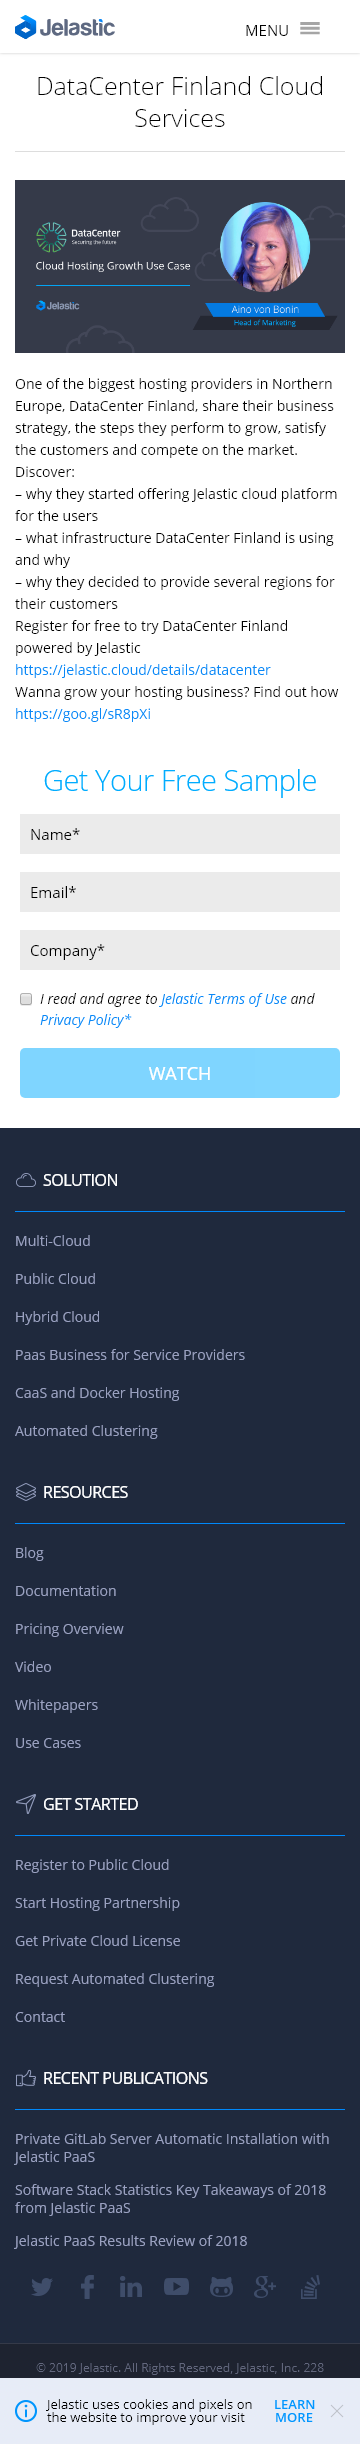 Jelastic
MENU
DataCenter Finland Cloud
Services
DataCenter
Securing the future
Cloud Hosting Growth Use Case
Jelastic
Aino von Bonin
Head of Marketing
One of the biggest hosting providers in Northern
Europe, DataCenter Finland, share their business
strategy, the steps they perform to grow, satisfy
the customers and compete on the market.
Discover:
– why they started offering Jelastic cloud platform
for the users
– what infrastructure DataCenter Finland is using
and why
– why they decided to provide several regions for
their customers
Register for free to try DataCenter Finland
powered by Jelastic
https://jelastic.cloud/details/datacenter
Wanna grow your hosting business? Find out how
https://goo.gl/sR8pXi
Get Your Free Sample
Name*
Email*
Company*
I read and agree to Jelastic Terms of Use and
Privacy Policy*
WATCH
SOLUTION
Multi-Cloud
Public Cloud
Hybrid Cloud
Paas Business for Service Providers
CaaS and Docker Hosting
Automated Clustering
RESOURCES
Blog
Documentation
Pricing Overview
Video
Whitepapers
Use Cases
GET STARTED
Register to Public Cloud
Start Hosting Partnership
Get Private Cloud License
Request Automated Clustering
Contact
RECENT PUBLICATIONS
Private GitLab Server Automatic Installation with
Jelastic PaaS
Software Stack Statistics Key Takeaways of 2018
from Jelastic PaaS
Jelastic PaaS Results Review of 2018
© 2019 Jelastic. All Rights Reserved, Jelastic, Inc. 228
Jelastic uses cookies and pixels on
the website to improve your visit
LEARN
MORE